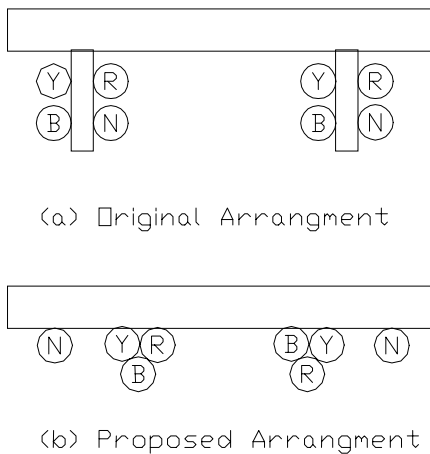 Y R Y R
B N B N
(a) Original Arrangment
N Y R B Y N
B R
(b) Proposed Arrangment